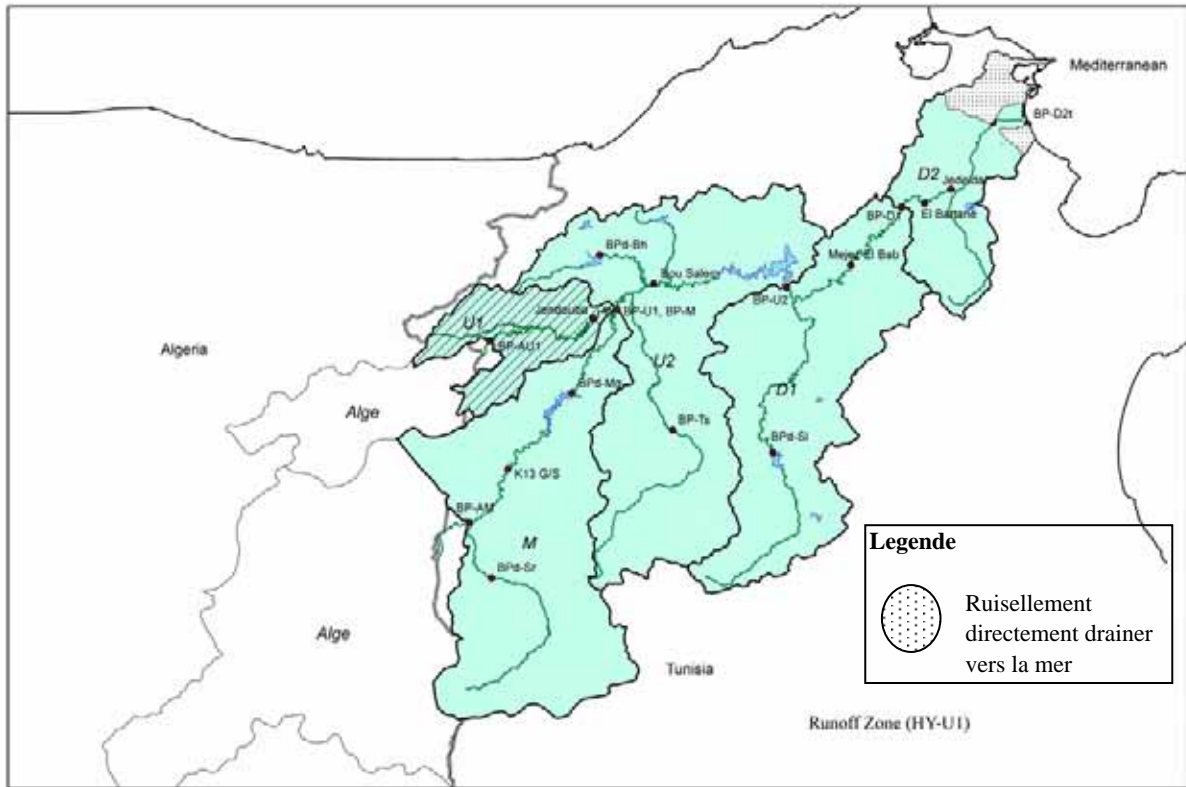 Mediterranean
BP-D2t
D2
Jedeida
BP-D1
El Battane
BPd-Bh
Mejez El Bab
Bou Salem
BP-U2
Jendouba
BP-U1, BP-M
U1
BP-AU1
Algeria
U2
D1
BPd-Me
Alge
BP-Ts
BPd-Si
K13 G/S
BP-AM
M
BPd-Sr
Legende
Ruisellement
directement drainer
vers la mer
Alge
Tunisia
Runoff Zone (HY-U1)